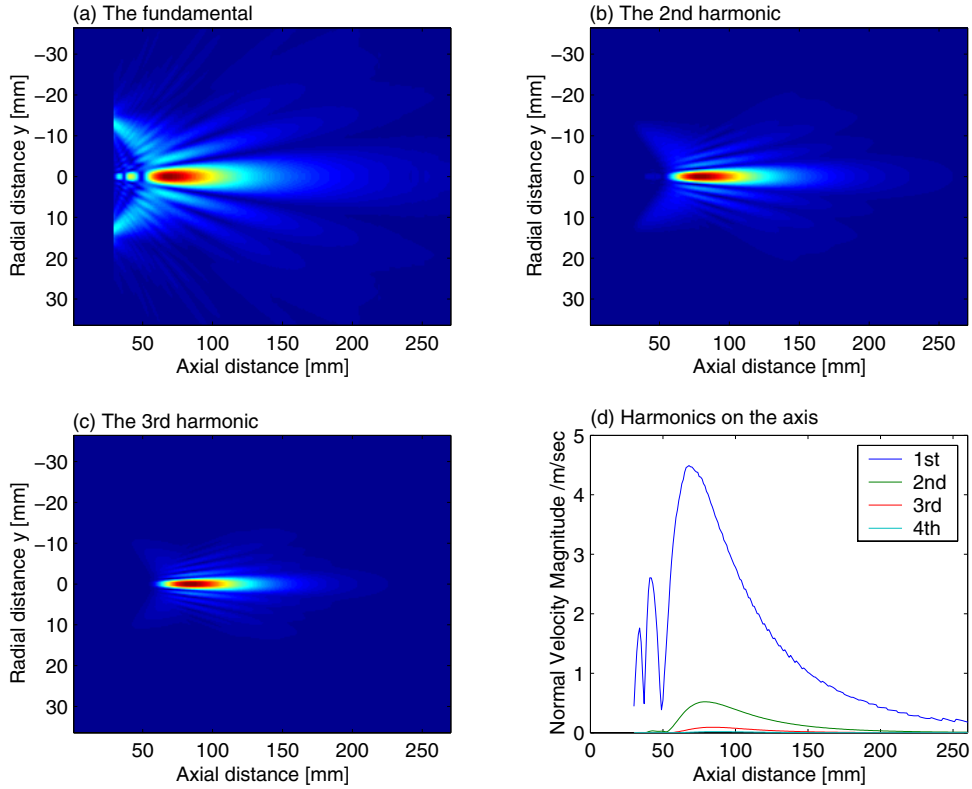 (a) The fundamental
Radial distance y [mm]
-30
-20
-10
0
10
20
30
50 100 150 200 250
Axial distance [mm]
(b) The 2nd harmonic
Radial distance y [mm]
-30
-20
-10
0
10
20
30
50 100 150 200 250
Axial distance [mm]
(c) The 3rd harmonic
Radial distance y [mm]
-30
-20
-10
0
10
20
30
50 100 150 200 250
Axial distance [mm]
(d) Harmonics on the axis
Normal Velocity Magnitude /m/sec
5
4
3
2
1
0
0 50 100 150 200 250
Axial distance [mm]
1st
2nd
3rd
4th